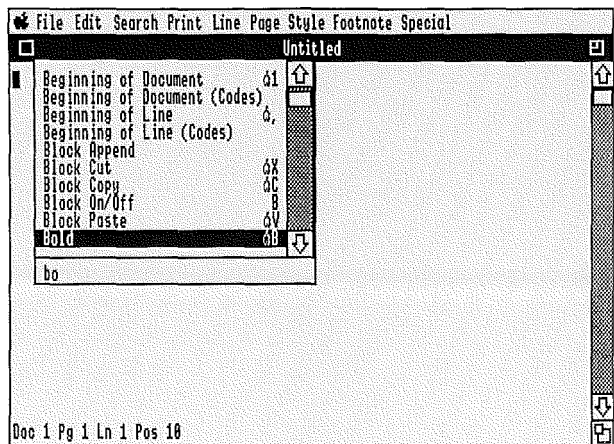 File Edit Search Print Line Page Style Footnote Special
Untitled
Beginning of Document 1
Beginning of Document (Codes)
Beginning of Line ,
Beginning of Line (Codes)
Block Append
Block Cut X
Block Copy C
Block On/Off B
Block Paste V
Bold B
bo
Doc 1 Pg 1 Ln 1 Pos 10